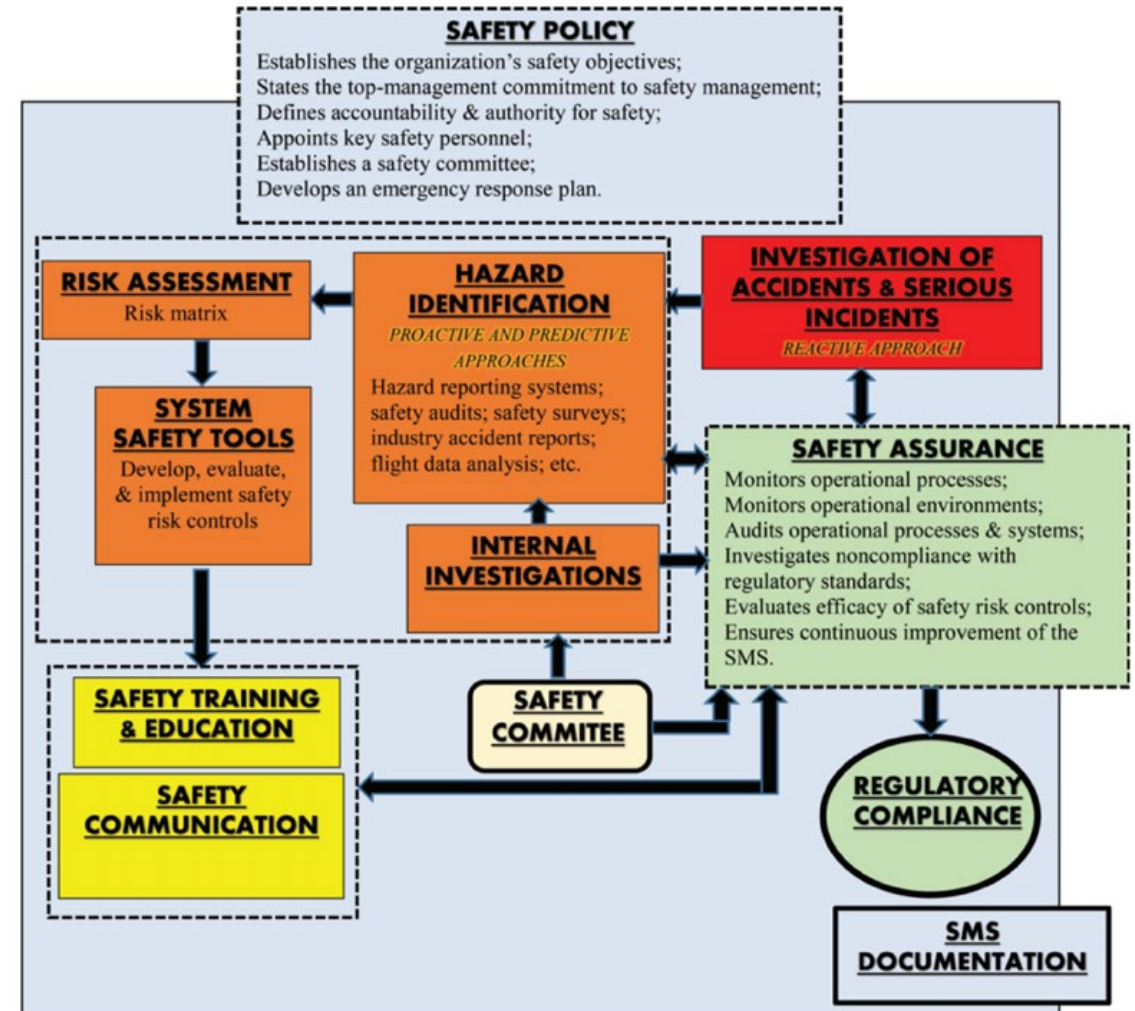 SAFETY POLICY
Establishes the organization's safety objectives;
States the top-management commitment to safety management;
Defines accountability & authority for safety;
Appoints key safety personnel;
Establishes a safety committee;
Develops an emergency response plan.
RISK ASSESSMENT
Risk matrix
HAZARD
IDENTIFICATION
PROACTIVE AND PREDICTIVE
APPROACHES
Hazard reporting systems;
safety audits; safety surveys;
industry accident reports;
flight data analysis; etc.
INVESTIGATION OF
ACCIDENTS & SERIOUS
INCIDENTS
REACTIVE APPROACH
SYSTEM
SAFETY TOOLS
Develop, evaluate,
& implement safety
risk controls
SAFETY ASSURANCE
Monitors operational processes;
Monitors operational environments;
Audits operational processes & systems;
Investigates noncompliance with
regulatory standards;
Evaluates efficacy of safety risk controls;
Ensures continuous improvement of the
SMS.
INTERNAL
INVESTIGATIONS
SAFETY TRAINING
& EDUCATION
SAFETY
COMMUNICATION
SAFETY
COMMITEE
REGULATORY
COMPLIANCE
SMS
DOCUMENTATION